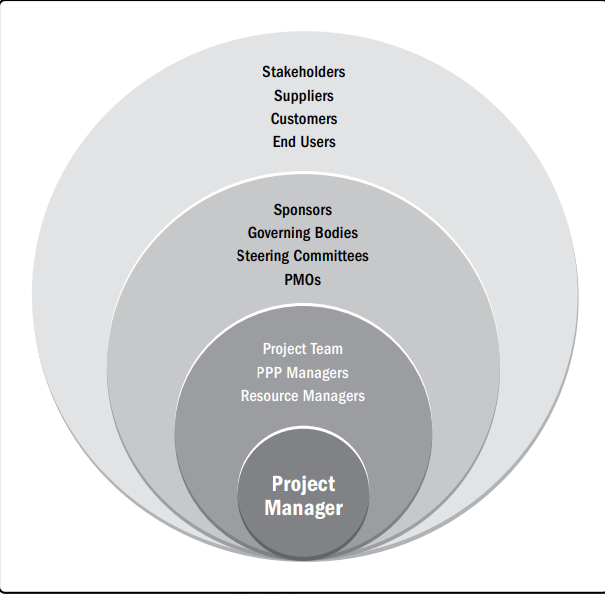 Stakeholders
Suppliers
Customers
End Users
Sponsors
Governing Bodies
Steering Committees
PMOs
Project Team
PPP Managers
Resource Managers
Project
Manager